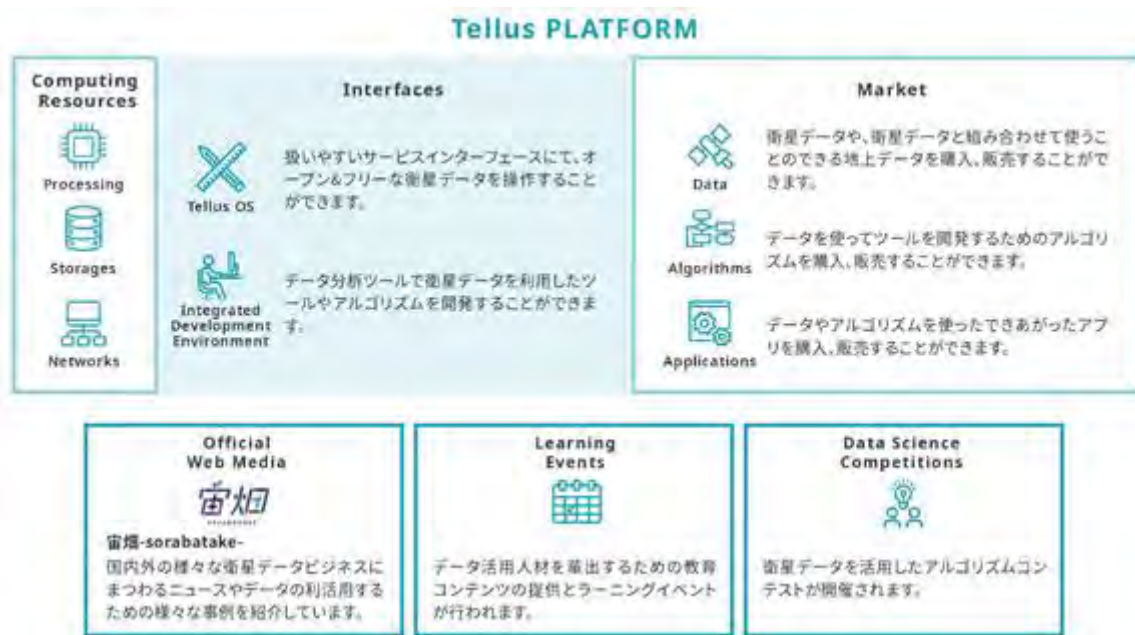 Tellus PLATFORM
Computing
Resources
Processing
Storages
Networks
Interfaces
Tellus OS
扱いやすいサービスインターフェースにて、オ
ープン&フリーな衛星データを操作すること
ができます。
Integrated
Development
Environment
データ分析ツールで衛星データを利用したツ
ールやアルゴリズムを開発することができま
す。
Market
Data
衛星データや、衛星データと組み合わせて使うこ
とのできる地上データを購入、販売することがで
きます。
Algorithms
データを使ってツールを開発するためのアルゴリ
ズムを購入、販売することができます。
Applications
データやアルゴリズムを使ったできあがったアプ
リを購入、販売することができます。
Official
Web Media
宙畑
宙畑-sorabatake-
国内外の様々な衛星データビジネスに
まつわるニュースやデータの利活用する
ための様々な事例を紹介しています。
Learning
Events
データ活用人材を輩出するための教育
コンテンツの提供とラーニングイベント
が行われます。
Data Science
Competitions
衛星データを活用したアルゴリズムコン
テストが開催されます。